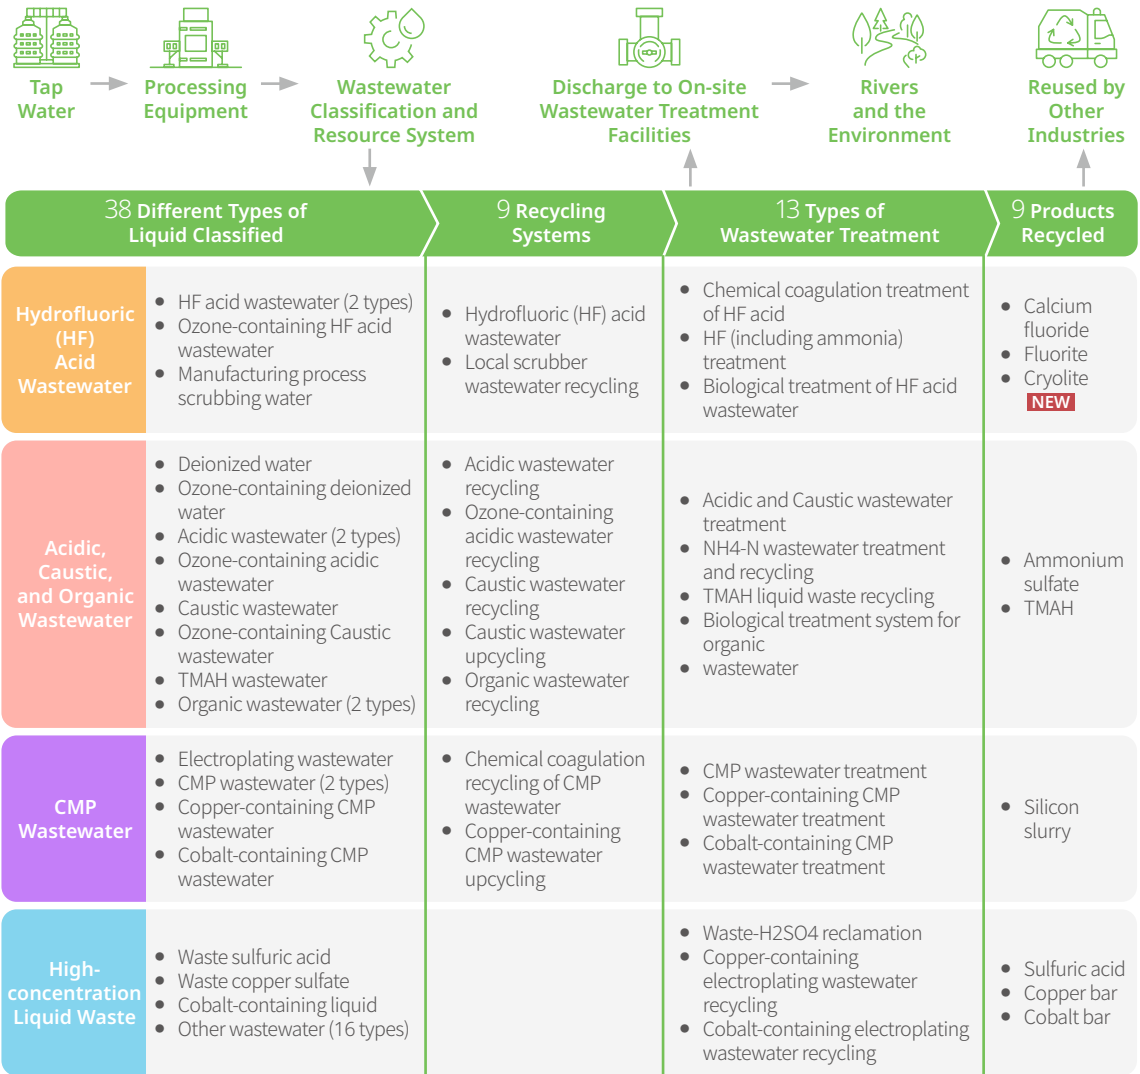 Tap
Water
Processing
Equipment
Wastewater
Classification and
Resource System
Discharge to On-site
Wastewater Treatment
Facilities
Rivers
and the
Environment
Reused by
Other
Industries
38 Different Types of
Liquid Classified
9 Recycling
Systems
13 Types of
Wastewater Treatment
9 Products
Recycled
Hydrofluoric
(HF)
Acid
Wastewater
• HF acid wastewater (2 types)
• Ozone-containing HF acid
wastewater
• Manufacturing process
scrubbing water
• Hydrofluoric (HF) acid
wastewater
• Local scrubber
wastewater recycling
• Chemical coagulation treatment
of HF acid
• HF (including ammonia)
treatment
• Biological treatment of HF acid
wastewater
• Calcium
fluoride
• Fluorite
• Cryolite
NEW
Acidic,
Caustic,
and Organic
Wastewater
• Deionized water
• Ozone-containing deionized
water
• Acidic wastewater (2 types)
• Ozone-containing acidic
wastewater
• Caustic wastewater
• Ozone-containing Caustic
wastewater
• TMAH wastewater
• Organic wastewater (2 types)
• Acidic wastewater
recycling
• Ozone-containing
acidic wastewater
recycling
• Caustic wastewater
recycling
• Caustic wastewater
upcycling
• Organic wastewater
recycling
• Acidic and Caustic wastewater
treatment
• NH4-N wastewater treatment
and recycling
• TMAH liquid waste recycling
• Biological treatment system for
organic
• wastewater
• Ammonium
sulfate
• TMAH
CMP
Wastewater
• Electroplating wastewater
• CMP wastewater (2 types)
• Copper-containing CMP
wastewater
• Cobalt-containing CMP
wastewater
• Chemical coagulation
recycling of CMP
wastewater
• Copper-containing
CMP wastewater
upcycling
• CMP wastewater treatment
• Copper-containing CMP
wastewater treatment
• Cobalt-containing CMP
wastewater treatment
• Silicon
slurry
High-
concentration
Liquid Waste
• Waste sulfuric acid
• Waste copper sulfate
• Cobalt-containing liquid
• Other wastewater (16 types)
• Waste-H2SO4 reclamation
• Copper-containing
electroplating wastewater
recycling
• Cobalt-containing electroplating
wastewater recycling
• Sulfuric acid
• Copper bar
• Cobalt bar